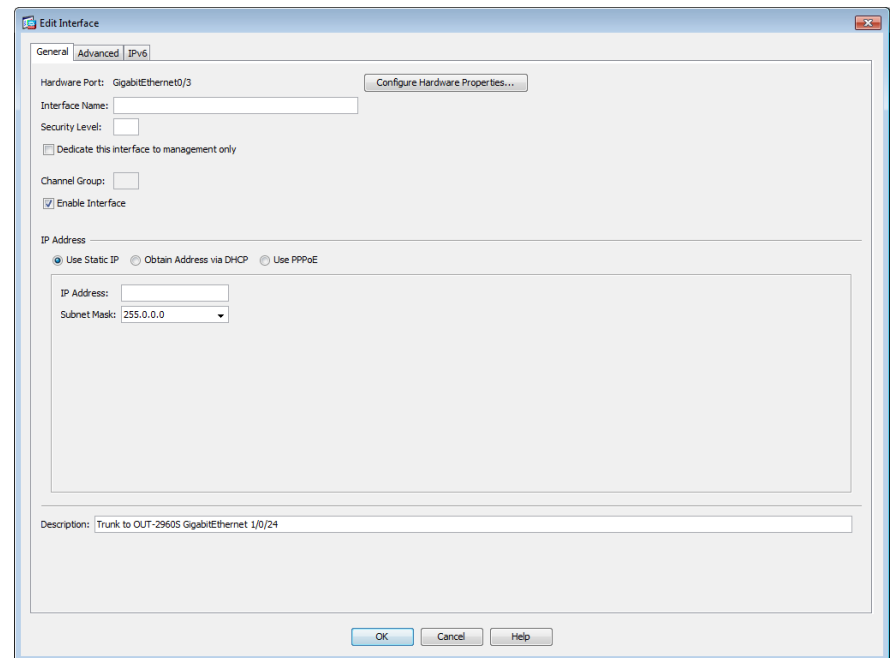 Edit Interface
General Advanced IPv6
Hardware Port: GigabitEthernet0/3 Configure Hardware Properties...
Interface Name:
Security Level:
Dedicate this interface to management only
Channel Group:
Enable Interface
IP Address
Use Static IP Obtain Address via DHCP Use PPPoE
IP Address:
Subnet Mask: 255.0.0.0
Description: Trunk to OUT-2960S GigabitEthernet 1/0/24
OK Cancel Help